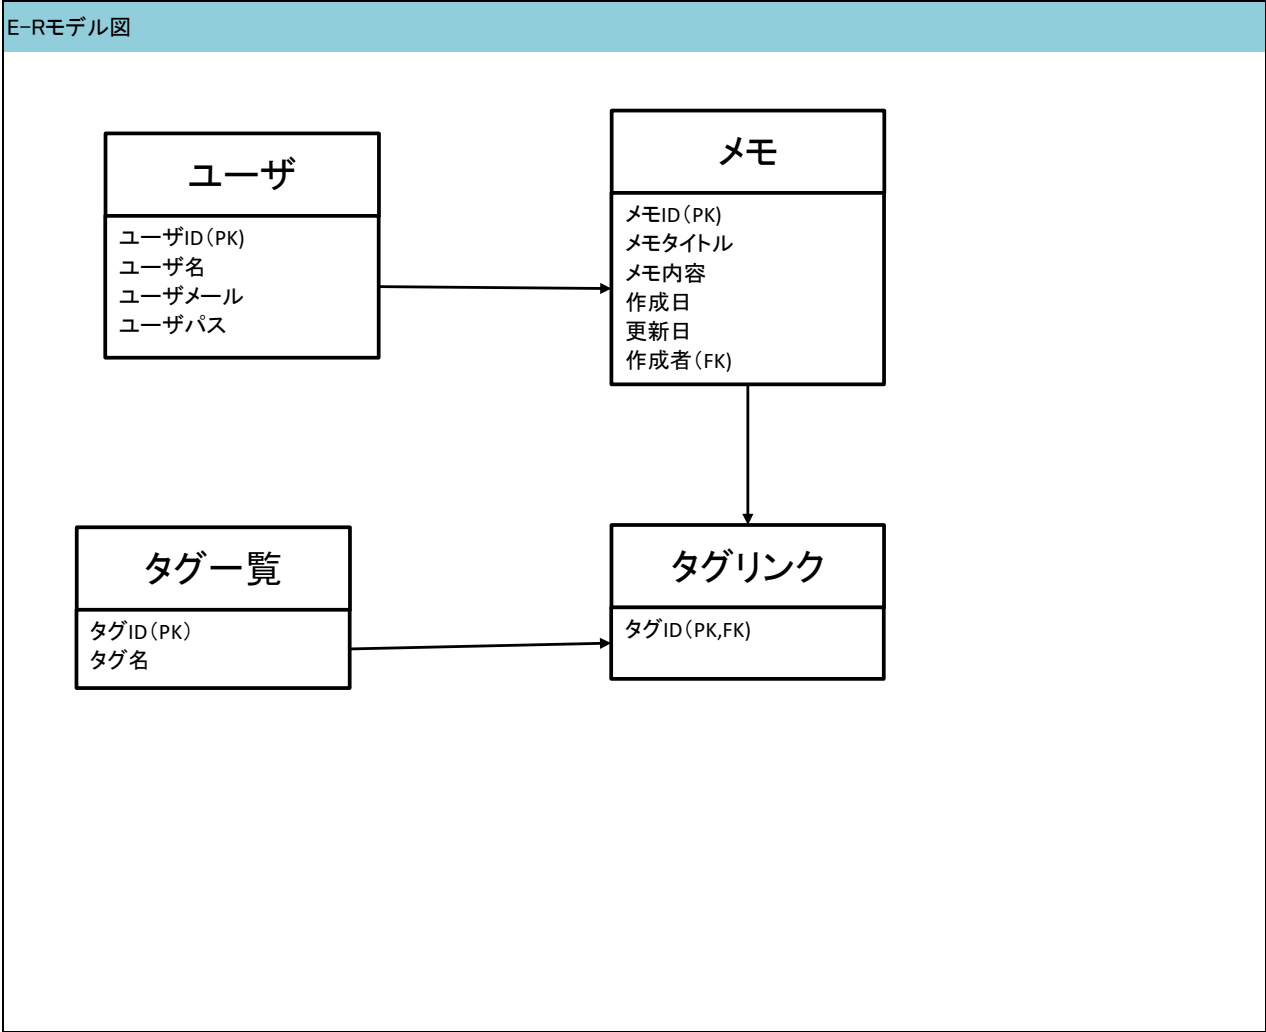 E-Rモデル図
ユーザ
ユーザID(PK)
ユーザ名
ユーザメール
ユーザパス
メモ
メモID(PK)
メモタイトル
メモ内容
作成日
更新日
作成者(FK)
タグ一覧
タグID(PK)
タグ名
タグリンク
タグID(PK,FK)